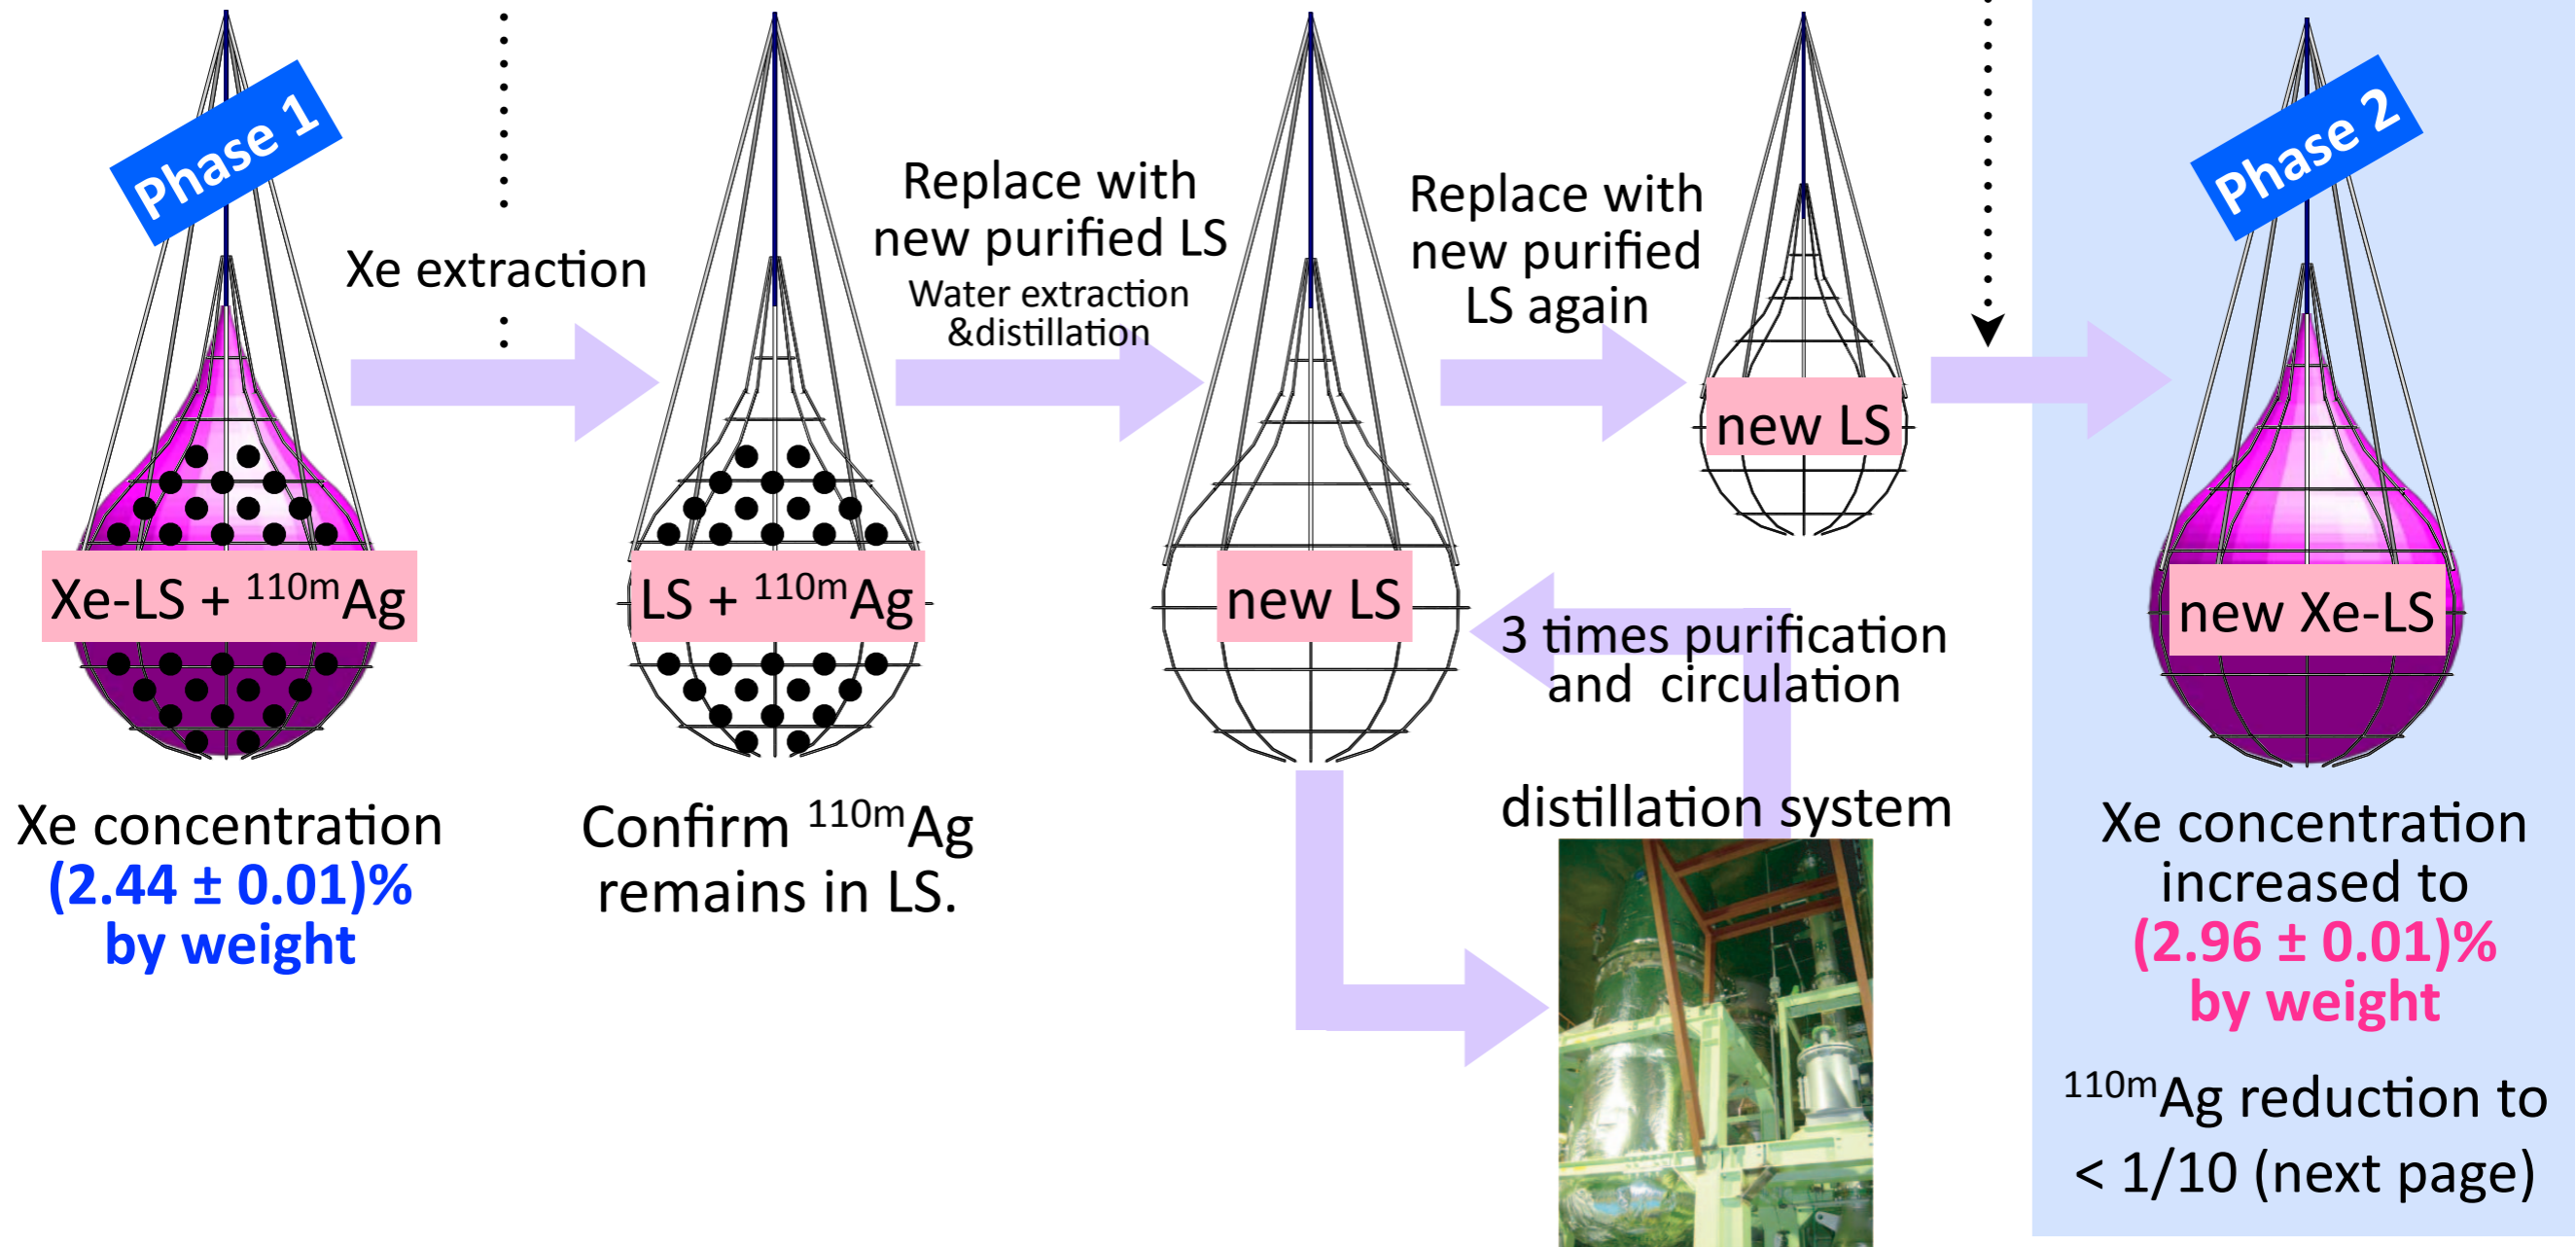 Phase 1
Xe extraction
Replace with
new purified LS
Water extraction
&distillation
Replace with
new purified
LS again
Phase 2
Xe-LS + ¹¹⁰ᵐAg
LS + ¹¹⁰ᵐAg
new LS
new LS
new Xe-LS
3 times purification
and circulation
distillation system
Xe concentration
(2.44 ± 0.01)%
by weight
Confirm ¹¹⁰ᵐAg
remains in LS.
Xe concentration
increased to
(2.96 ± 0.01)%
by weight
¹¹⁰ᵐAg reduction to
< 1/10 (next page)